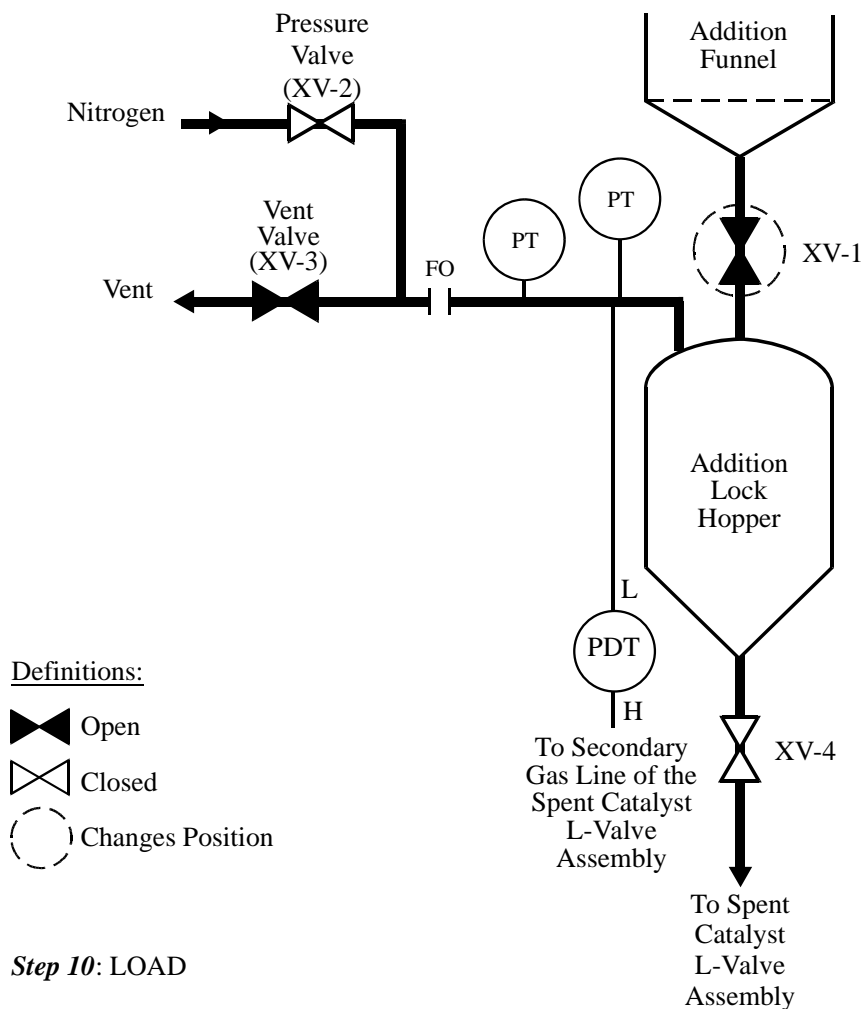 Pressure
Valve
(XV-2)
Addition
Funnel
Nitrogen
PT
PT
Vent
Valve
(XV-3)
XV-1
FO
Vent
Addition
Lock
Hopper
L
PDT
H
Definitions:
Open
Closed
Changes Position
To Secondary
Gas Line of the
Spent Catalyst
L-Valve
Assembly
XV-4
To Spent
Catalyst
L-Valve
Assembly
Step 10: LOAD